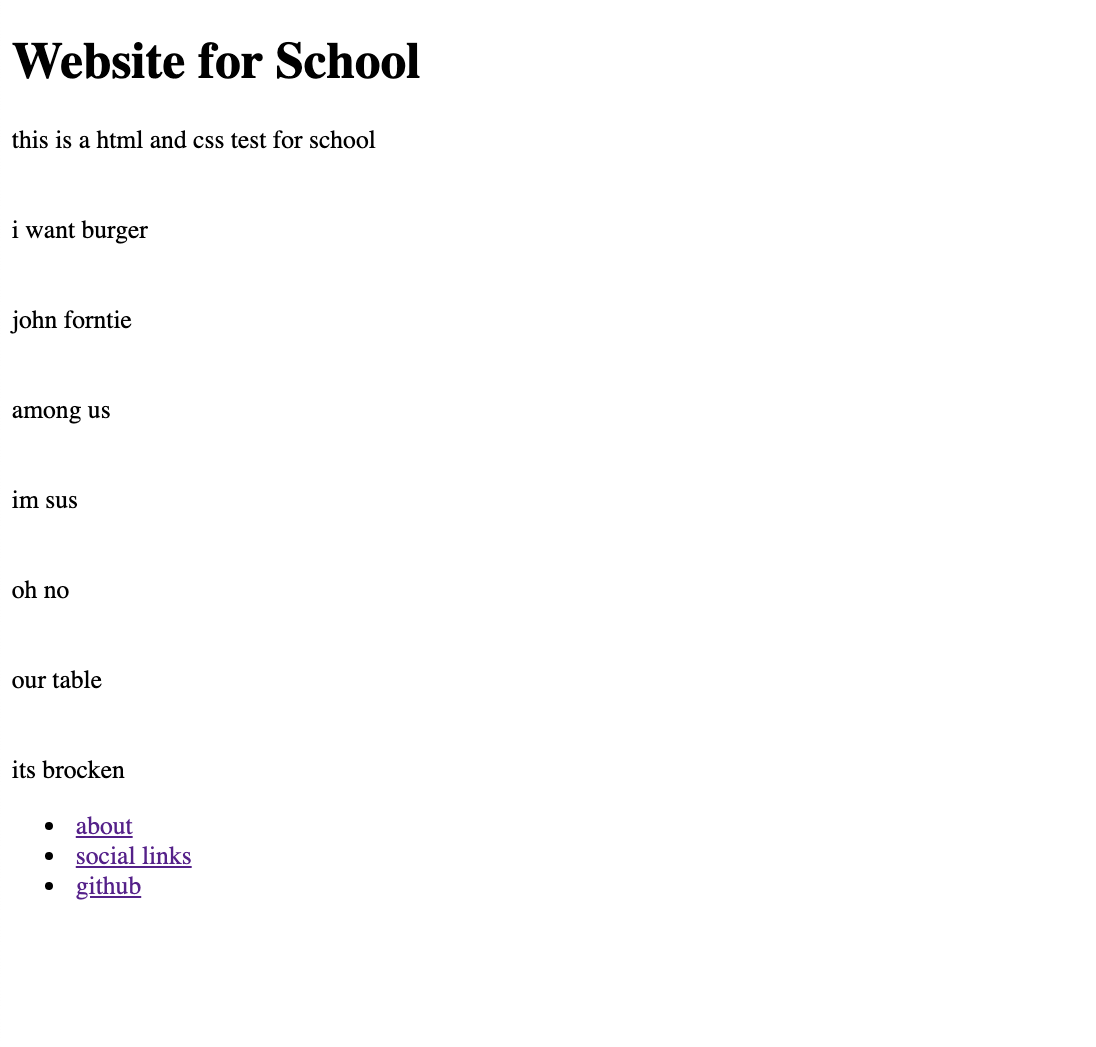 Website for School
this is a html and css test for school
i want burger
john forntie
among us
im sus
oh no
our table
its brocken
about
social links
github